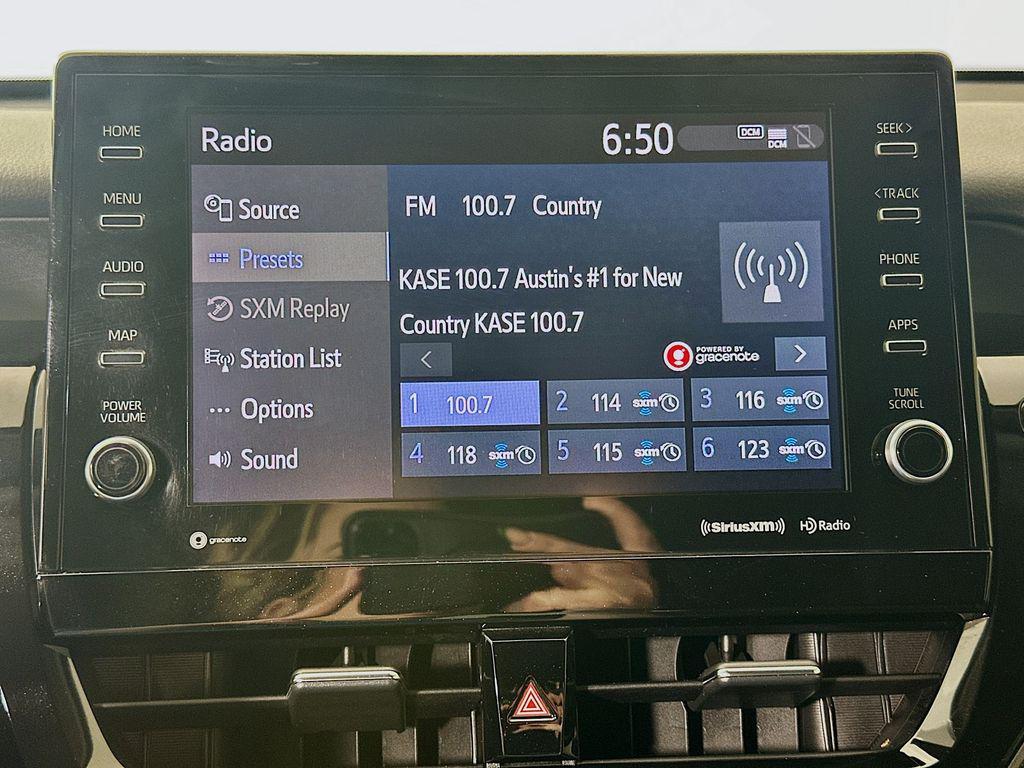 HOME
MENU
AUDIO
MAP
POWER
VOLUME
Radio
6:50
DCM
DCM
Source
Presets
SXM Replay
Station List
Options
Sound
FM 100.7 Country
KASE 100.7 Austin's #1 for New
Country KASE 100.7
<
POWERED BY
gracenote
>
1 100.7
2 114 sxm
3 116 sxm
4 118 sxm
5 115 sxm
6 123 sxm
SEEK>
<TRACK
PHONE
APPS
TUNE
SCROLL
gracenote
((SiriusXM))
HD Radio